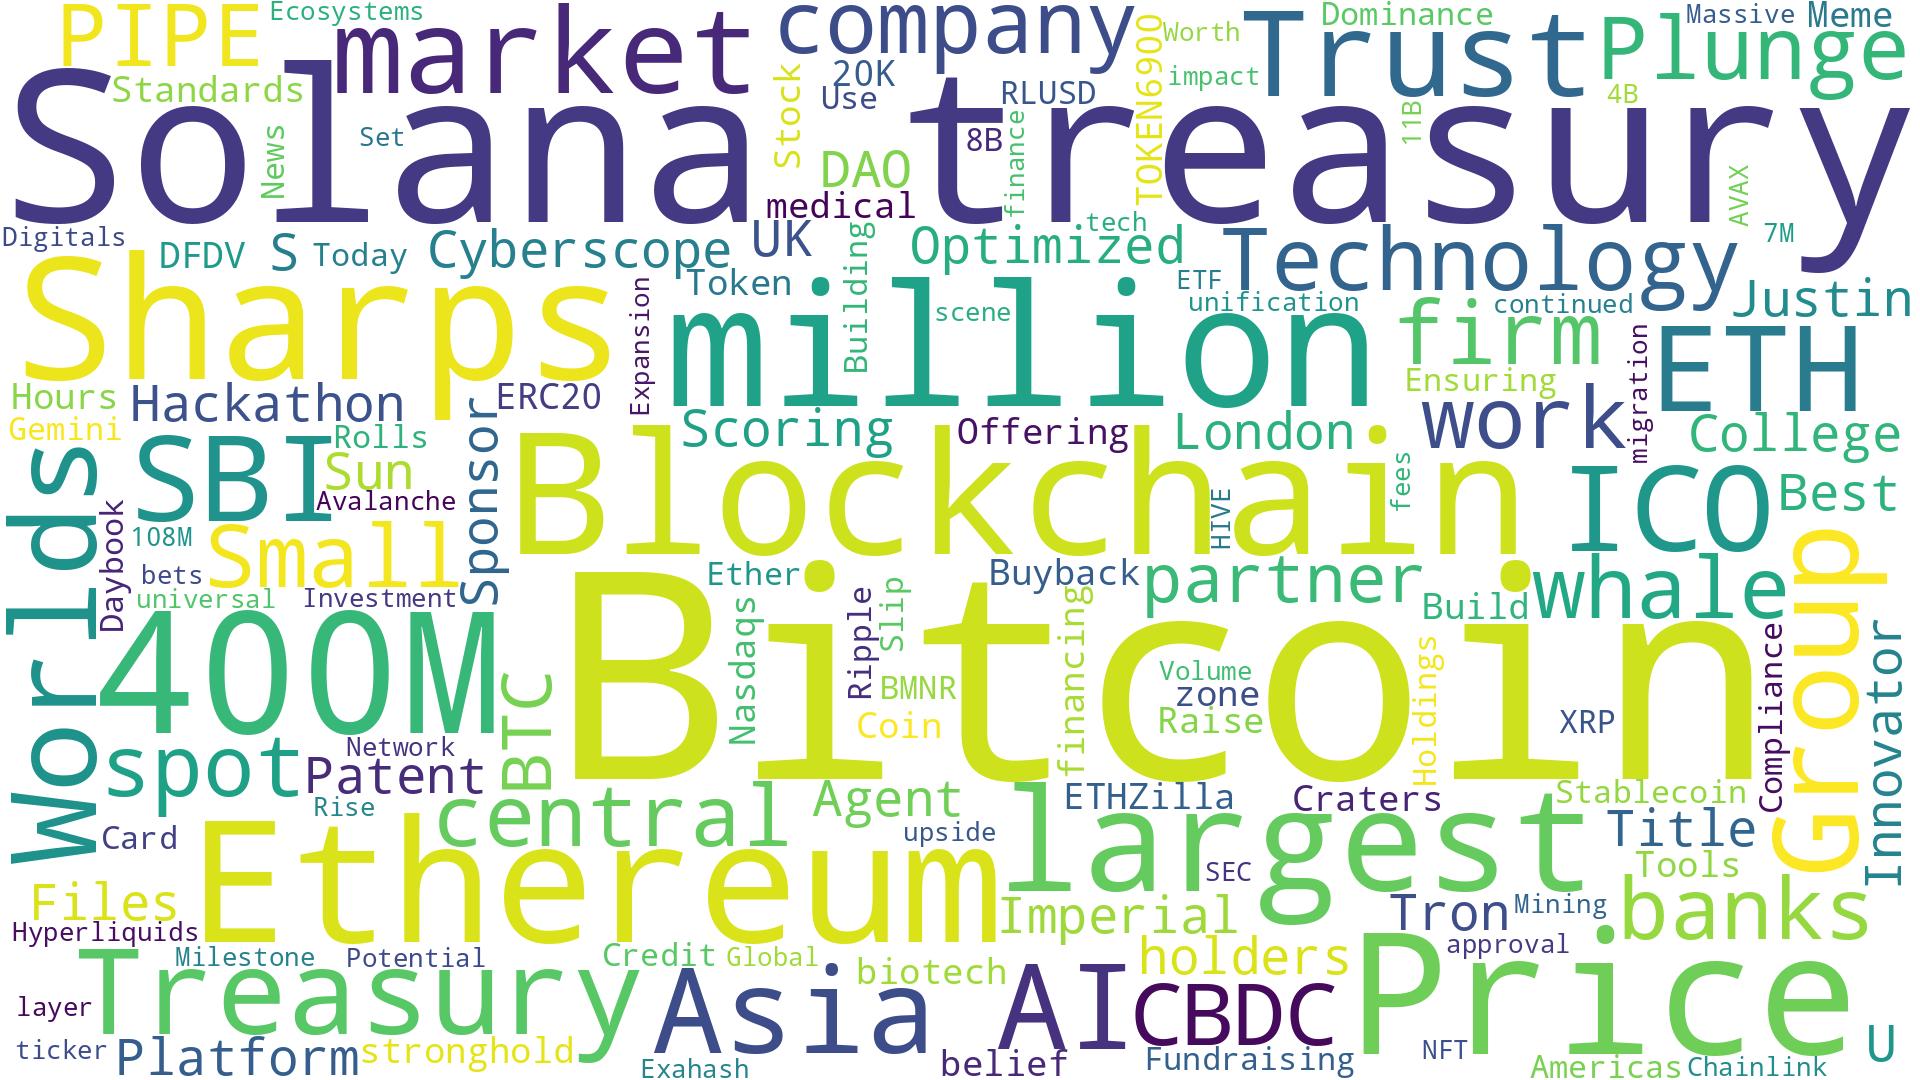 PIPE
Ecosystems
market
company
Trust
Dominance
Massive
Meme
Plunge
Worth
Standards
Solana treasury
20K
Use
Stock
RLUSD
TOKEN6900
impact
4B
11B
News
Set
8B
finance
DAO
medical
AVAX
Digitals
DFDV
S
Today
Cyberscope
UK
Building
Optimized
tech
Technology
7M
Sharps
Token
million
scene
ETF
unification
continued
Justin
Expansion
firm
ETH
migration
Hours
Hackathon
ERC20
Ensuring
work
Gemini
Rolls
Scoring
Offering
London
College
Worlds
SBI
Sun
Sponsor
Blockchain
fees
ICO
Best
Avalanche
HIVE
Daybook
108M
Small
bets
universal
Investment
Ether
Buyback
partner
whale
Build
Group
400M
Bitcoin
Nasdaqs
Ripple
Slip
BMNR
Coin
financing
Volume
zone
Raise
Holdings
XRP
Compliance
Innovator
BTC
spot
Network
Patent
Rise
central
Agent
ETHZilla
Craters
Stablecoin
Card
Ethereum
upside
largest
SEC
Title
Tools
Files
Imperial
Tron
Mining
banks
Hyperliquids
Milestone
Potential
Credit
Global
biotech
holders
approval
Price
layer
Treasury
Asia
AI
CBDC
ticker
Platform
stronghold
Exahash
belief
Fundraising
NFT
Americas
Chainlink
U